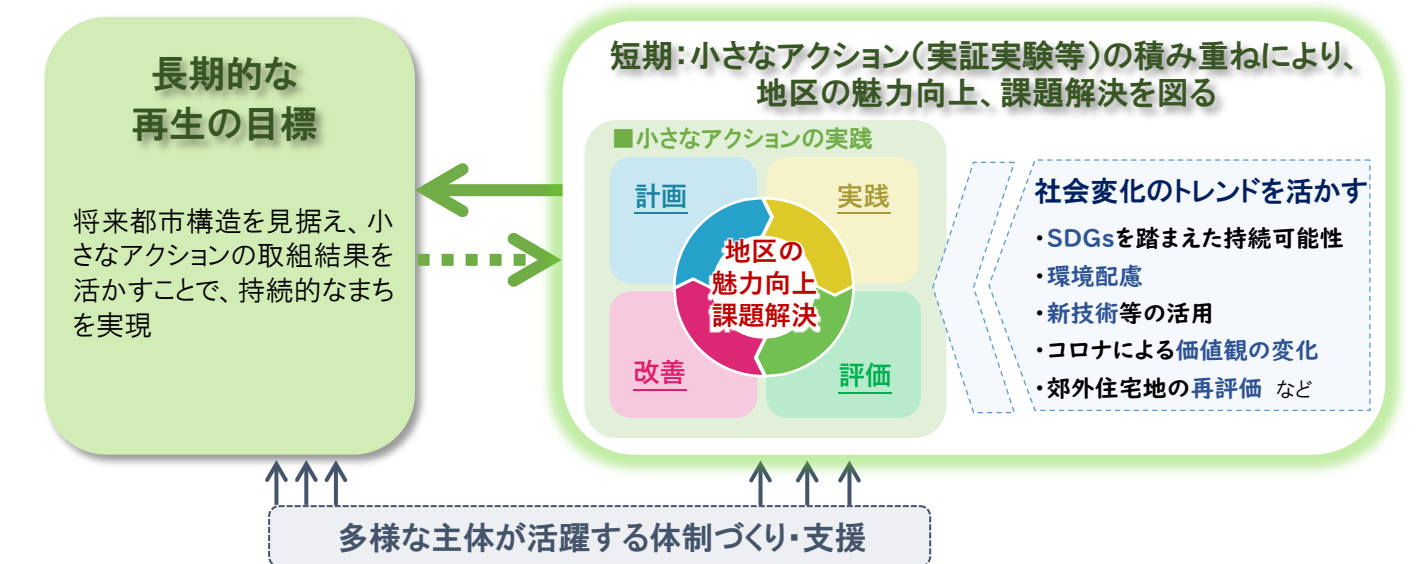 長期的な
再生の目標
将来都市構造を見据え、小
さなアクションの取組結果を
活かすことで、持続的なまち
を実現
短期：小さなアクション（実証実験等）の積み重ねにより、
地区の魅力向上、課題解決を図る
■小さなアクションの実践
計画
実践
地区の
魅力向上
課題解決
改善
評価
社会変化のトレンドを活かす
・SDGsを踏まえた持続可能性
・環境配慮
・新技術等の活用
・コロナによる価値観の変化
・郊外住宅地の再評価 など
多様な主体が活躍する体制づくり・支援